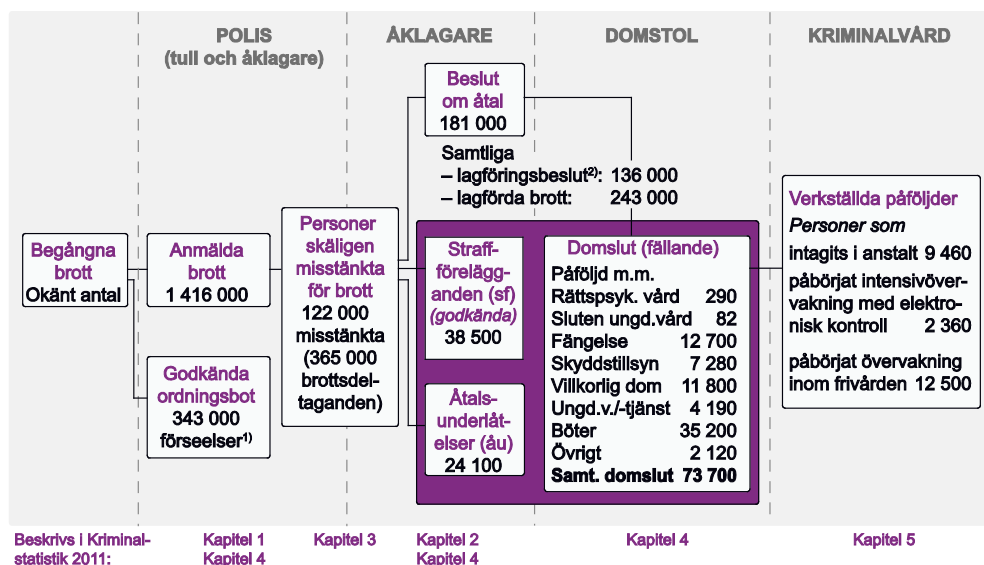 POLIS
(tull och åklagare)
ÅKLAGARE
DOMSTOL
KRIMINALVÅRD
Begångna
brott
Okänt antal
Anmälda
brott
1 416 000
Godkända
ordningsbot
343 000
förseelser1)
Personer
skäligen
misstänkta
för brott
122 000
misstänkta
(365 000
brottsdel-
taganden)
Beslut
om åtal
181 000
Samtliga
– lagföringsbeslut2): 136 000
– lagförda brott: 243 000
Straff-
förelägg-
anden (sf)
(godkända)
38 500
Åtals-
underlåt-
elser (åu)
24 100
Domslut (fällande)
Påföljd m.m.
Rättspsyk. vård 290
Sluten ungd.vård 82
Fängelse 12 700
Skyddstillsyn 7 280
Villkorlig dom 11 800
Ungd.v./-tjänst 4 190
Böter 35 200
Övrigt 2 120
Samt. domslut 73 700
Verkställda påföljder
Personer som
intagits i anstalt 9 460
påbörjat intensivöver-
vakning med elektro-
nisk kontroll 2 360
påbörjat övervakning
inom frivården 12 500
Beskrivs i Kriminal-
statistik 2011:
Kapitel 1
Kapitel 4
Kapitel 3
Kapitel 2
Kapitel 4
Kapitel 4
Kapitel 5